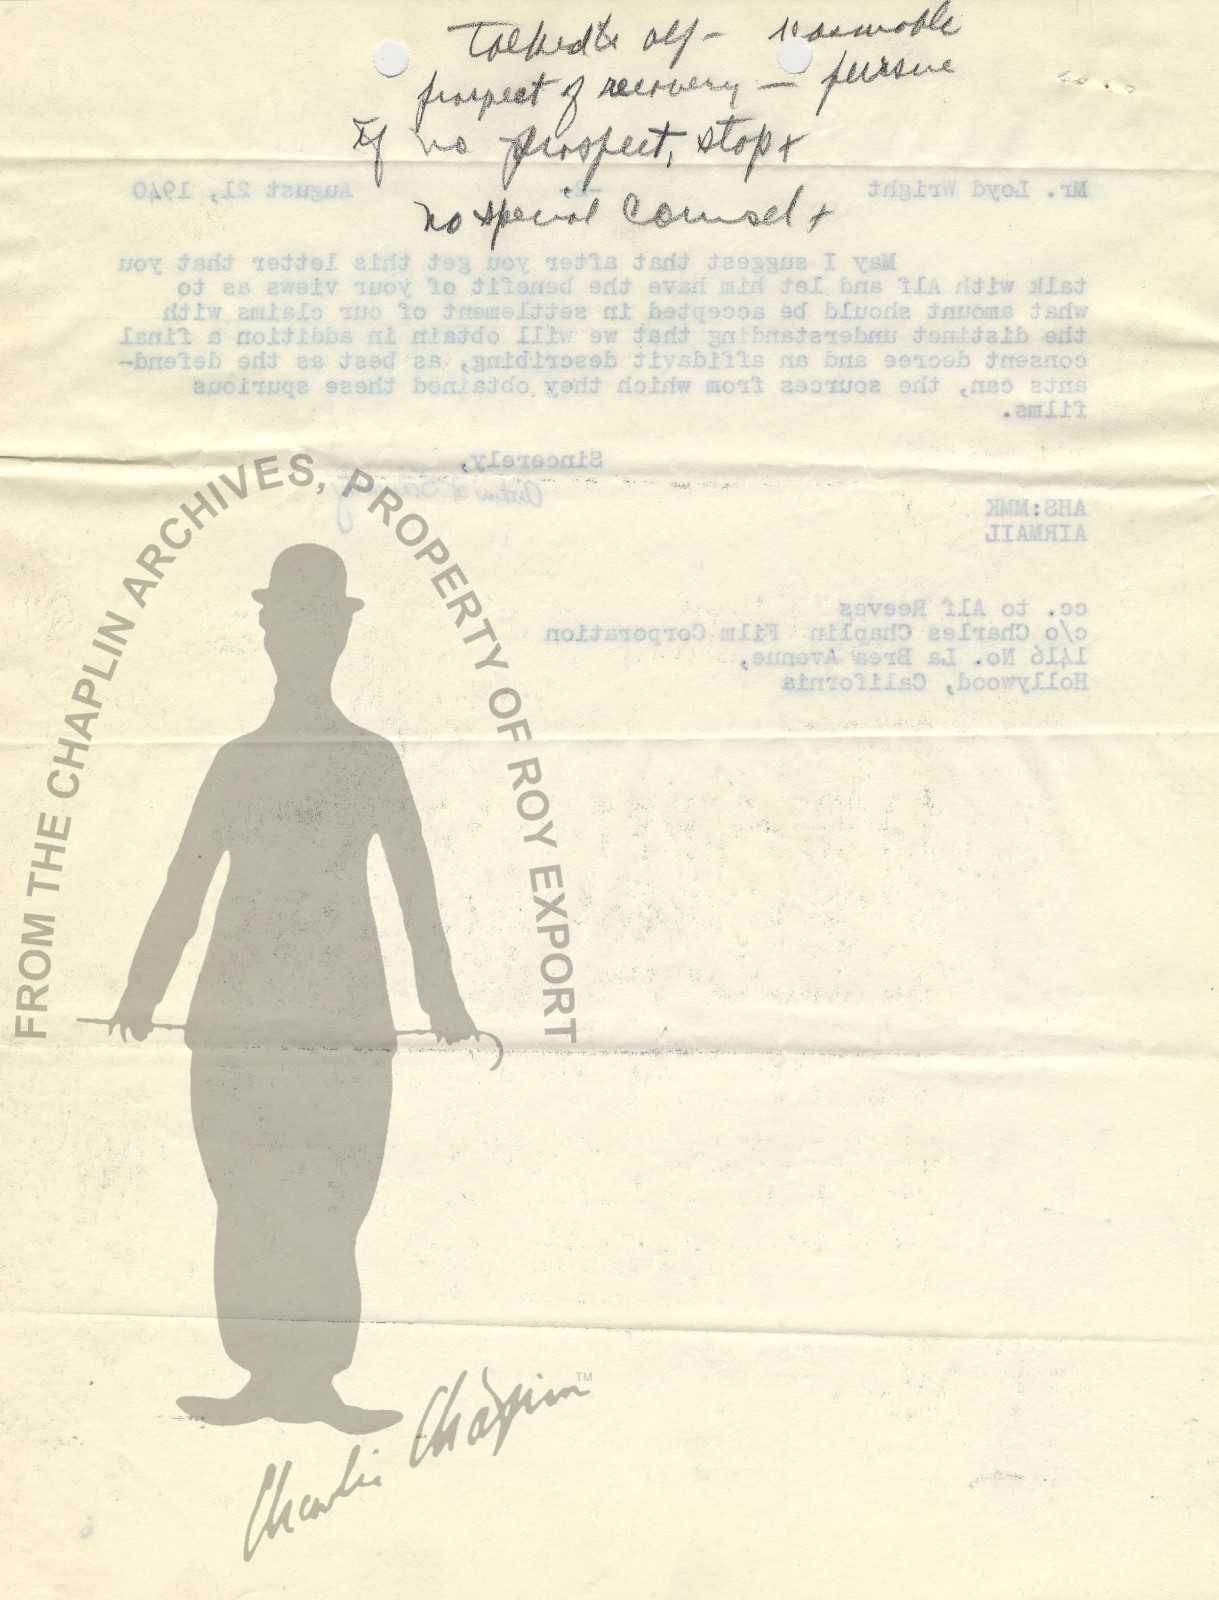 Talked to Alf - reasonable
prospect of recovery — pursue
If no prospect, stop +
no special counsel +
Mr. Loyd Wright -2- August 21, 1940
May I suggest that after you get this letter that you
talk with Alf and let him have the benefit of your views as to
what amount should be accepted in settlement of our claims with
the distinct understanding that we will obtain in addition a final
consent decree and an affidavit describing, as best as the defend-
ants can, the sources from which they obtained these spurious
films.
Sincerely,
AHS:MMK
AIRMAIL
cc. to Alf Reeves
c/o Charles Chaplin Film Corporation
1416 No. La Brea Avenue,
Hollywood, California
FROM THE CHAPLIN ARCHIVES, PROPERTY OF ROY EXPORT
Charlie Chaplin TM